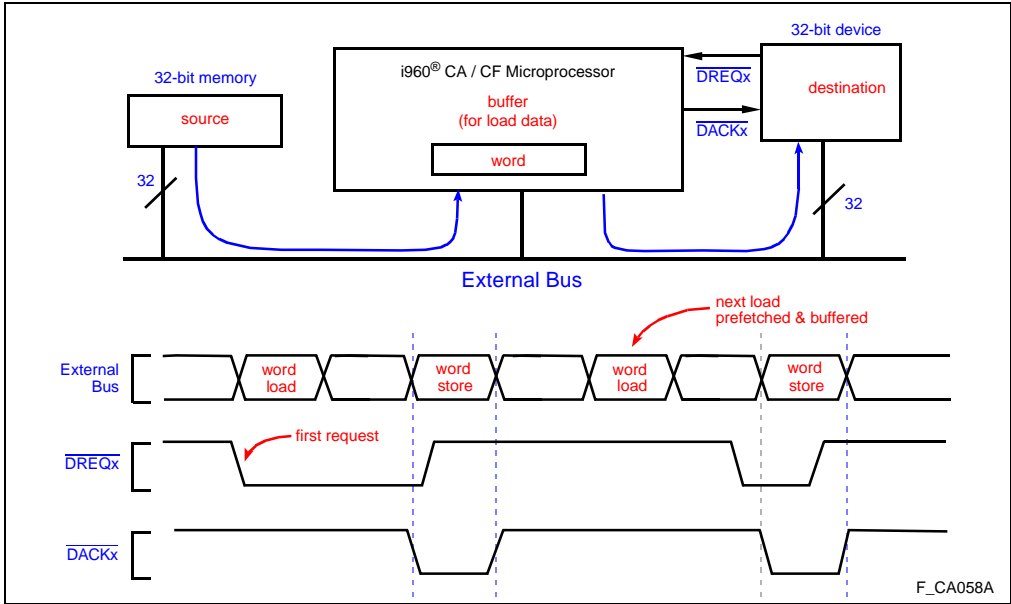 32-bit device
32-bit memory
source
32
i960® CA / CF Microprocessor
buffer
(for load data)
word
DREQx
DACKx
destination
32
External Bus
next load
prefetched & buffered
External
Bus
word
load
word
store
word
load
word
store
DREQx
first request
DACKx
F_CA058A